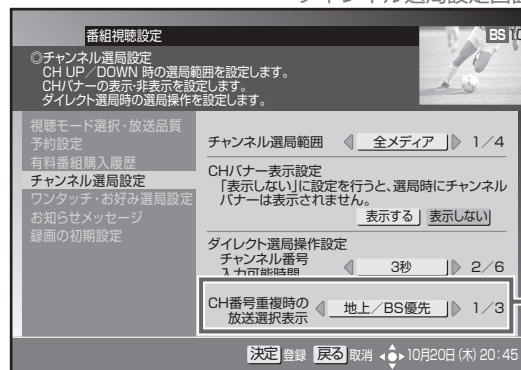 番組視聴設定
BS
◎チャンネル選局設定
CH UP／DOWN 時の選局範囲を設定します。
CHバナーの表示·非表示を設定します。
ダイレクト選局時の選局操作を設定します。
視聴モード選択·放送品質
予約設定
有料番組購入履歴
チャンネル選局設定
ワンタッチ·お好み選局設定
お知らせメッセージ
録画の初期設定
チャンネル選局範囲 全メディア 1／4
CHバナー表示設定
「表示しない」に設定を行うと、選局時にチャンネル
バナーは表示されません。
表示する 表示しない
ダイレクト選局操作設定
チャンネル番号
入力可能時間 3秒 2／6
CH番号重複時の
放送選択表示 地上／BS優先 1／3
決定 登録 戻る 取消 10月20日(木) 20:45